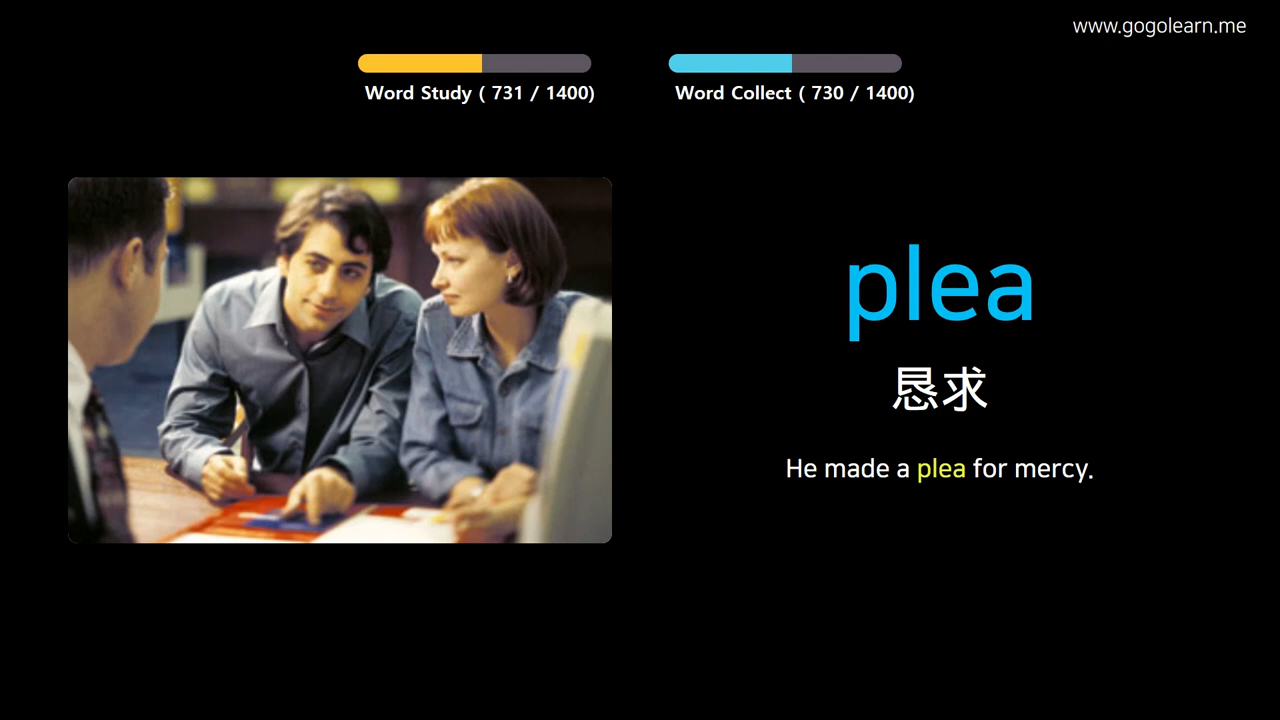 www.gogolearn.me
Word Study ( 731 / 1400)
Word Collect ( 730 / 1400)
plea
恳求
He made a plea for mercy.